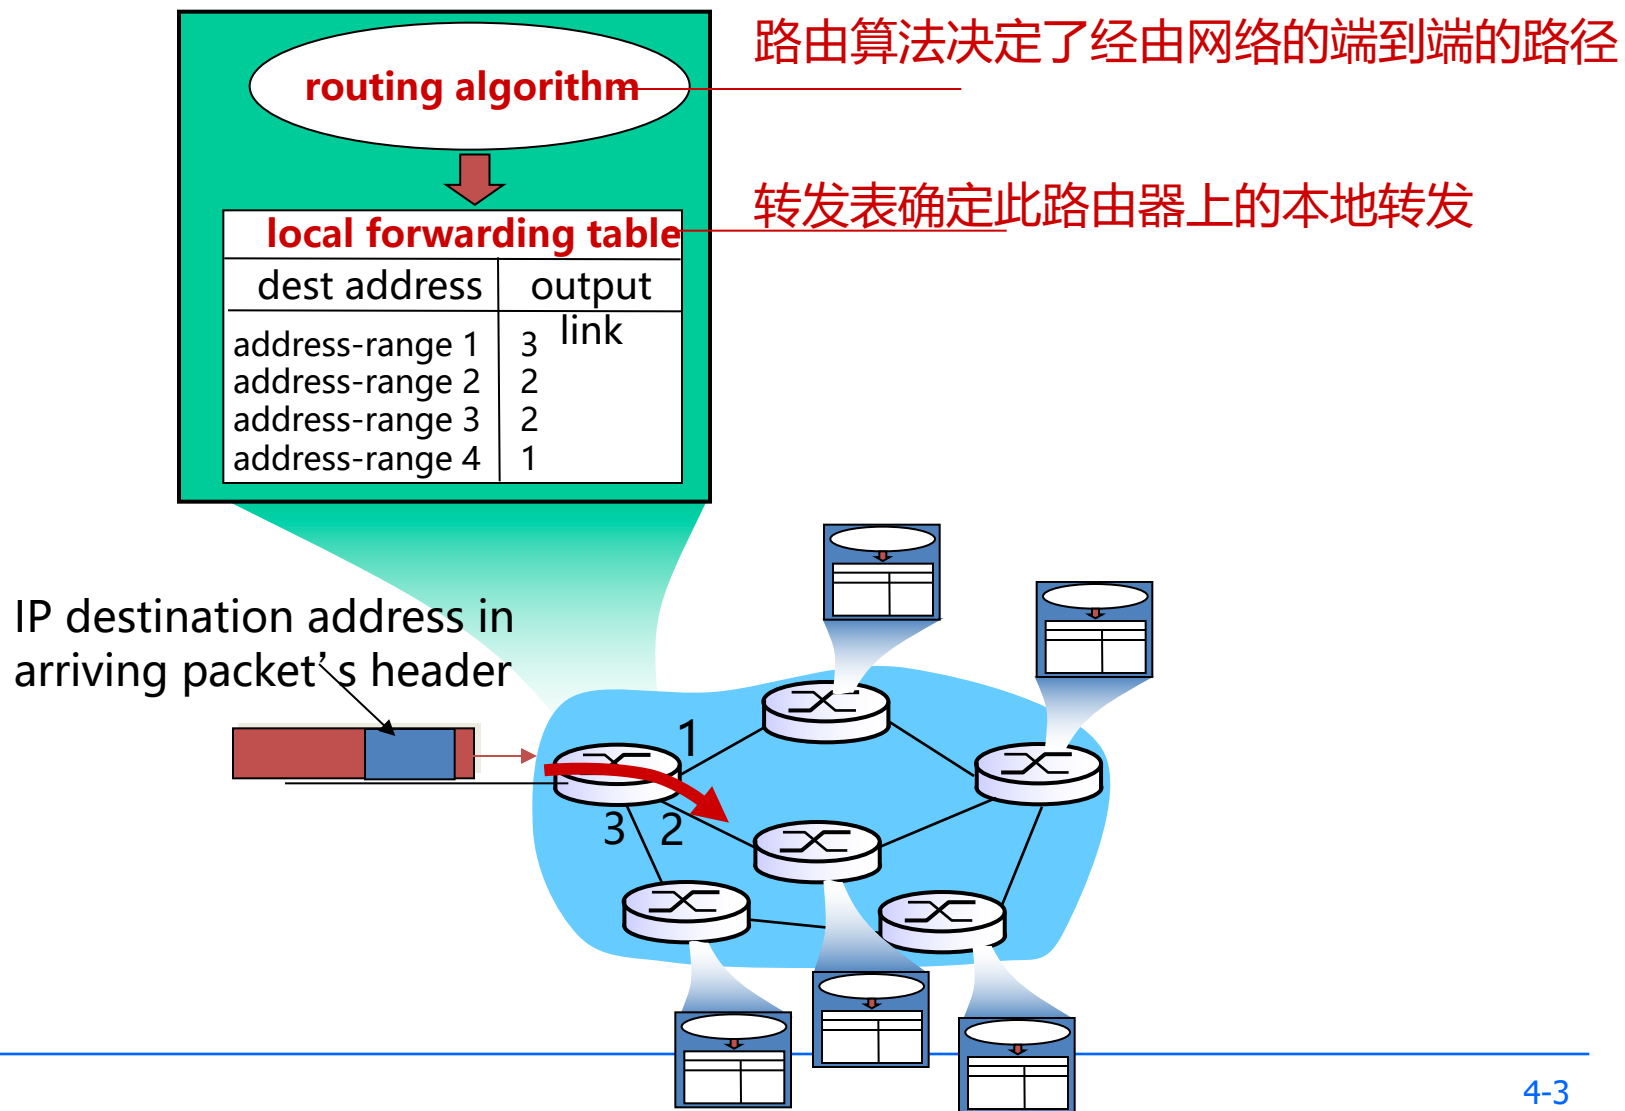 路由算法决定了经由网络的端到端的路径
routing algorithm
转发表确定此路由器上的本地转发
local forwarding table
dest address output
link
address-range 1 3
address-range 2 2
address-range 3 2
address-range 4 1
IP destination address in
arriving packet’s header
1
3 2
4-3